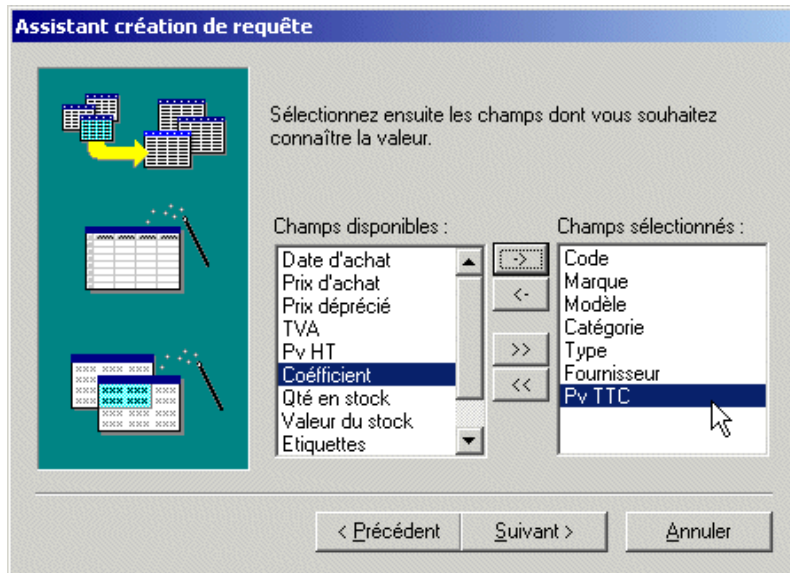 Assistant création de requête
Sélectionnez ensuite les champs dont vous souhaitez
connaître la valeur.
Champs disponibles :
Date d'achat
Prix d'achat
Prix déprécié
TVA
Pv HT
Coéfficient
Qté en stock
Valeur du stock
Etiquettes
->
<-
>>
<<
Champs sélectionnés :
Code
Marque
Modèle
Catégorie
Type
Fournisseur
Pv TTC
< Précédent
Suivant >
Annuler